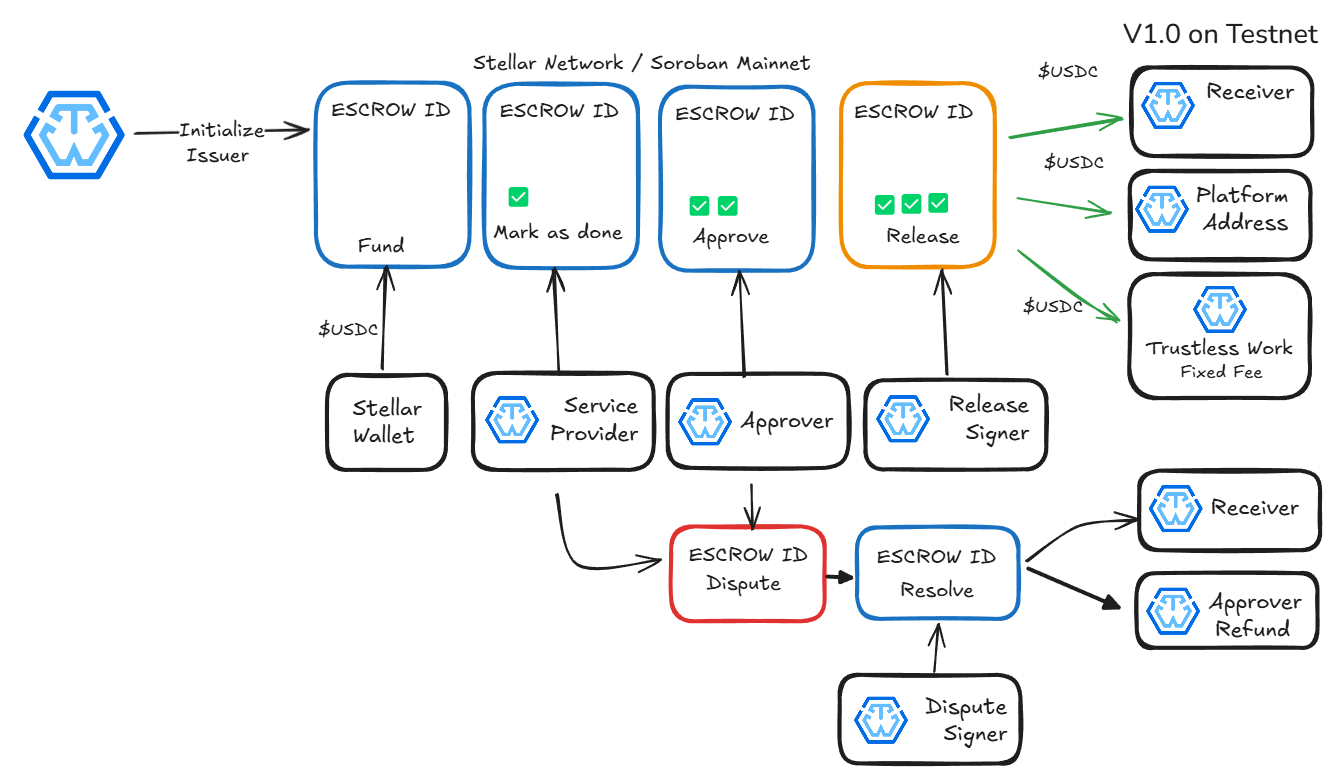 V1.0 on Testnet
Stellar Network / Soroban Mainnet
Initialize
Issuer
ESCROW ID
Fund
ESCROW ID
Mark as done
ESCROW ID
Approve
ESCROW ID
Release
$USDC
Receiver
$USDC
Platform
Address
$USDC
Trustless Work
Fixed Fee
$USDC
Stellar
Wallet
Service
Provider
Approver
Release
Signer
ESCROW ID
Dispute
ESCROW ID
Resolve
Receiver
Approver
Refund
Dispute
Signer